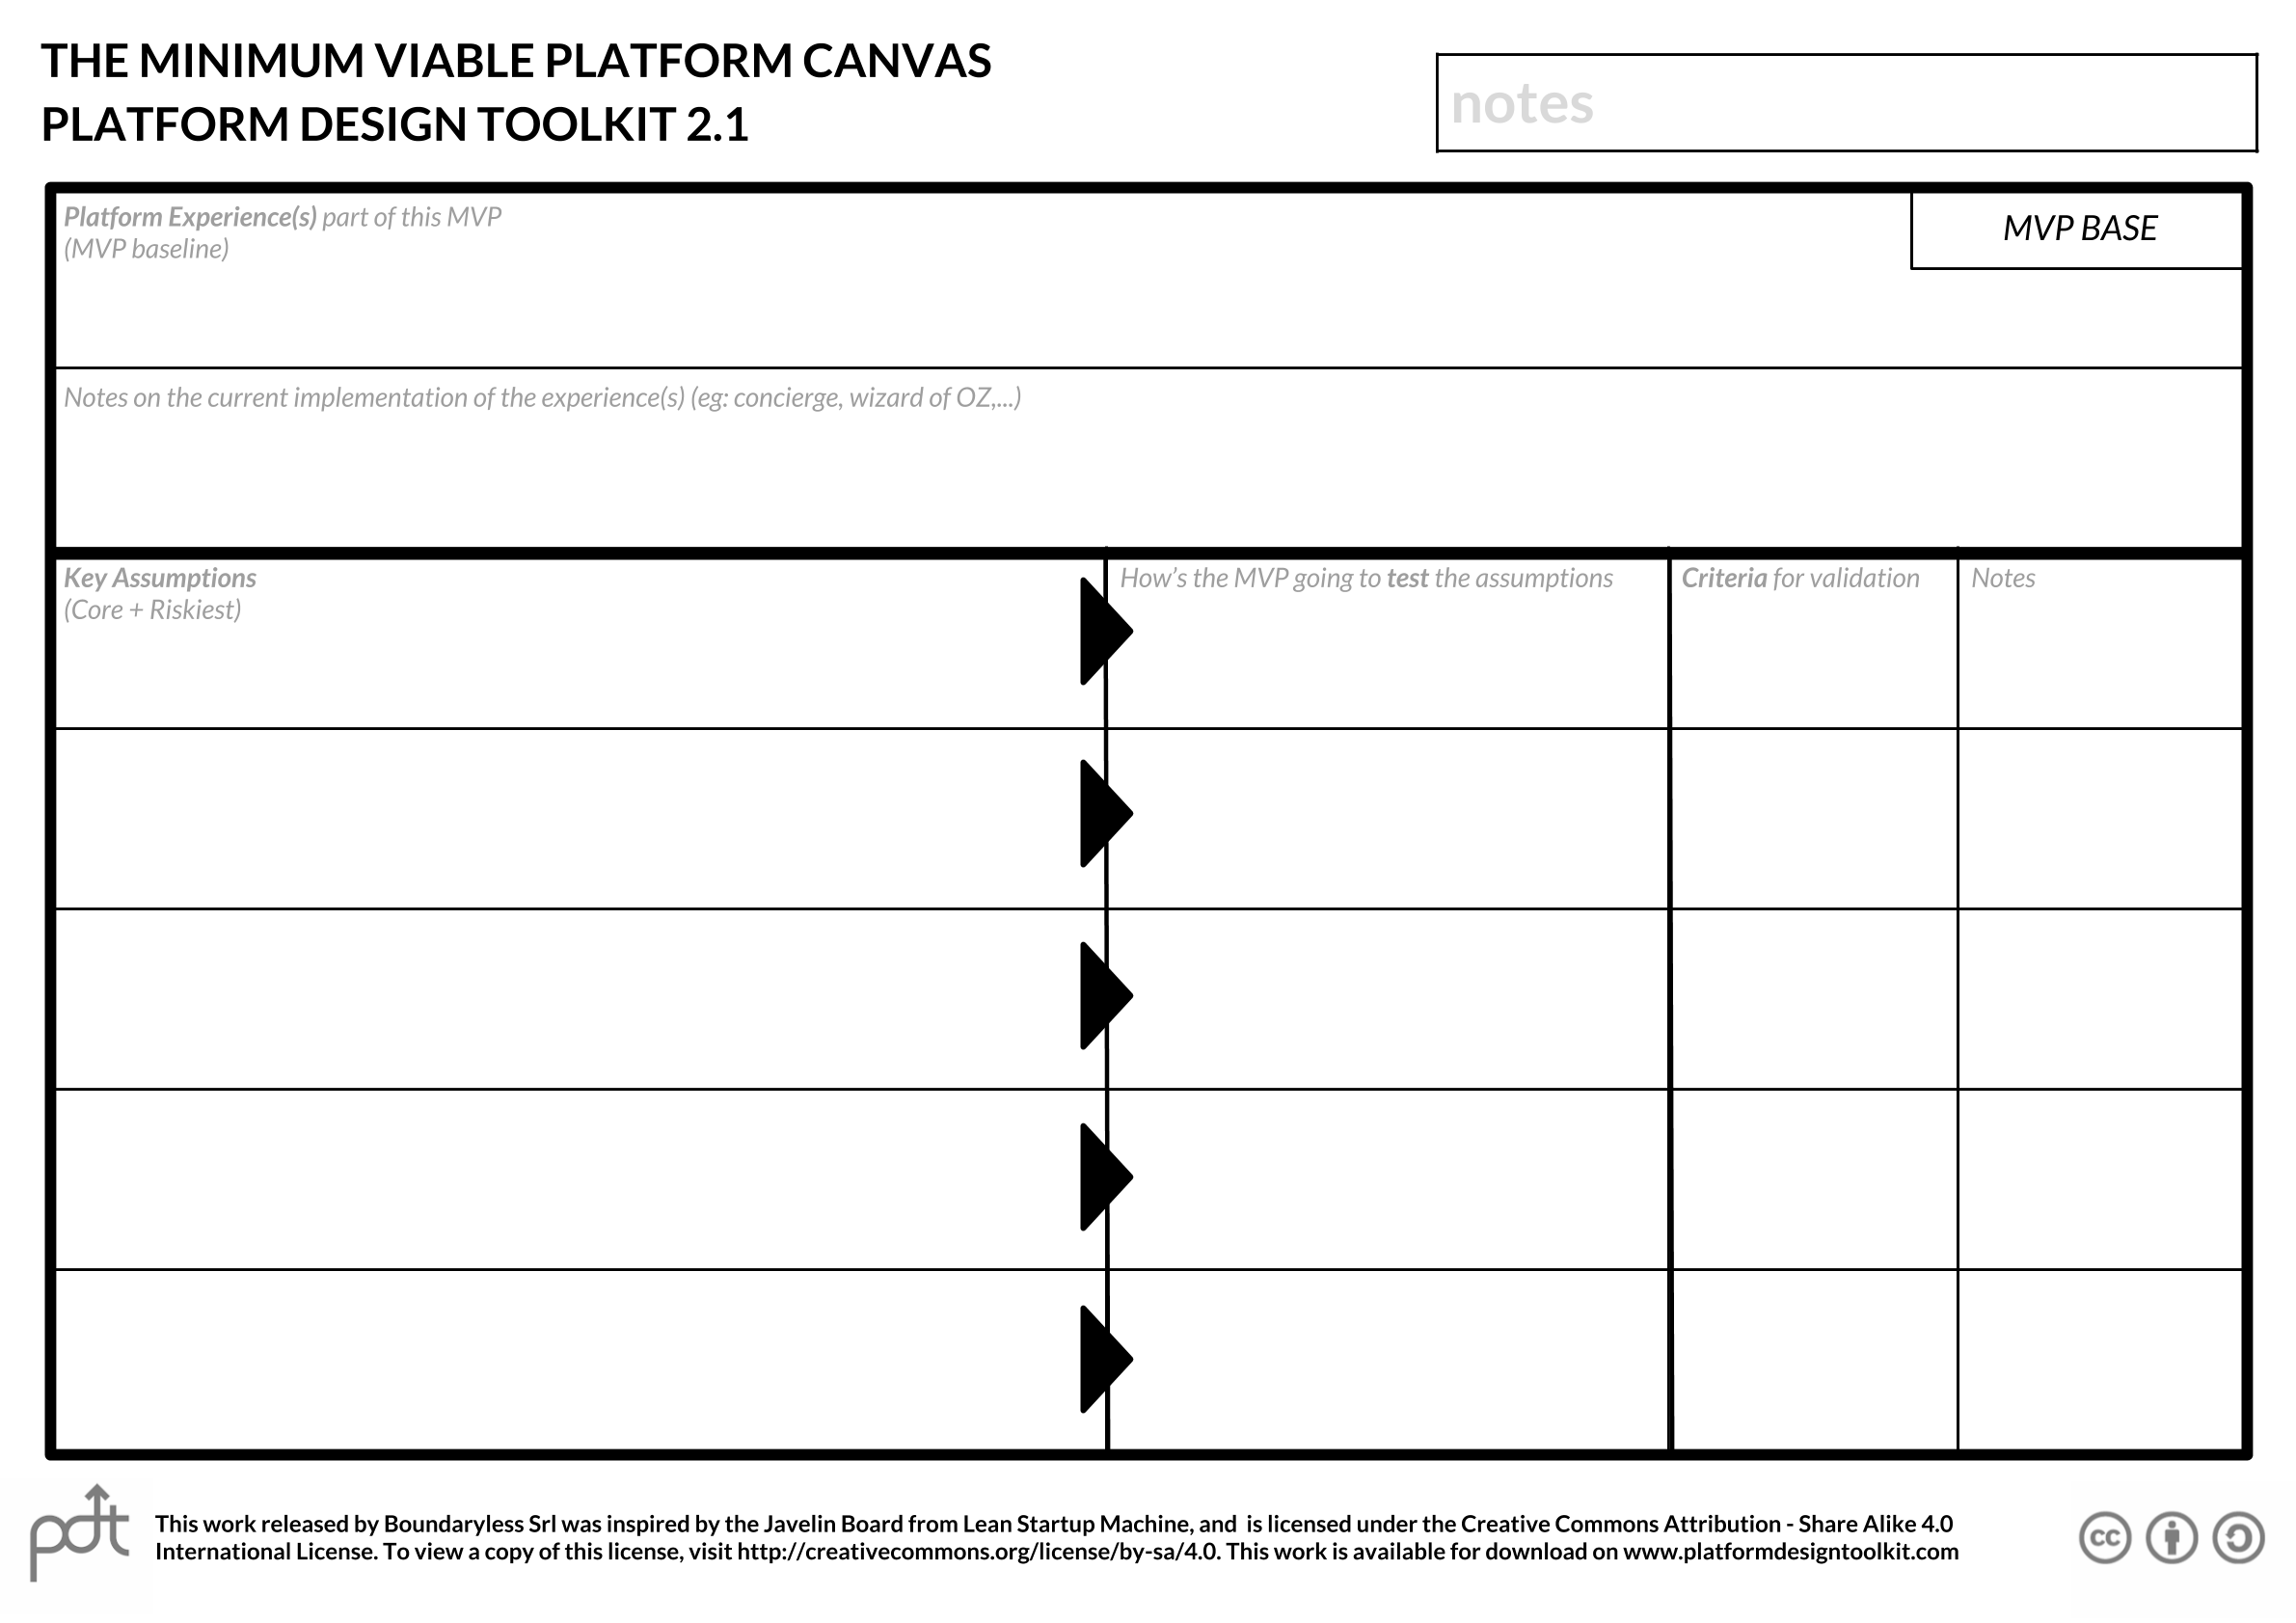 THE MINIMUM VIABLE PLATFORM CANVAS
PLATFORM DESIGN TOOLKIT 2.1
notes
Platform Experience(s) part of this MVP
(MVP baseline)
MVP BASE
Notes on the current implementation of the experience(s) (eg: concierge, wizard of OZ,...)
Key Assumptions
(Core + Riskiest)
How’s the MVP going to test the assumptions
Criteria for validation
Notes
pdt
This work released by Boundaryless Srl was inspired by the Javelin Board from Lean Startup Machine, and  is licensed under the Creative Commons Attribution - Share Alike 4.0
International License. To view a copy of this license, visit http://creativecommons.org/license/by-sa/4.0. This work is available for download on www.platformdesigntoolkit.com
cc